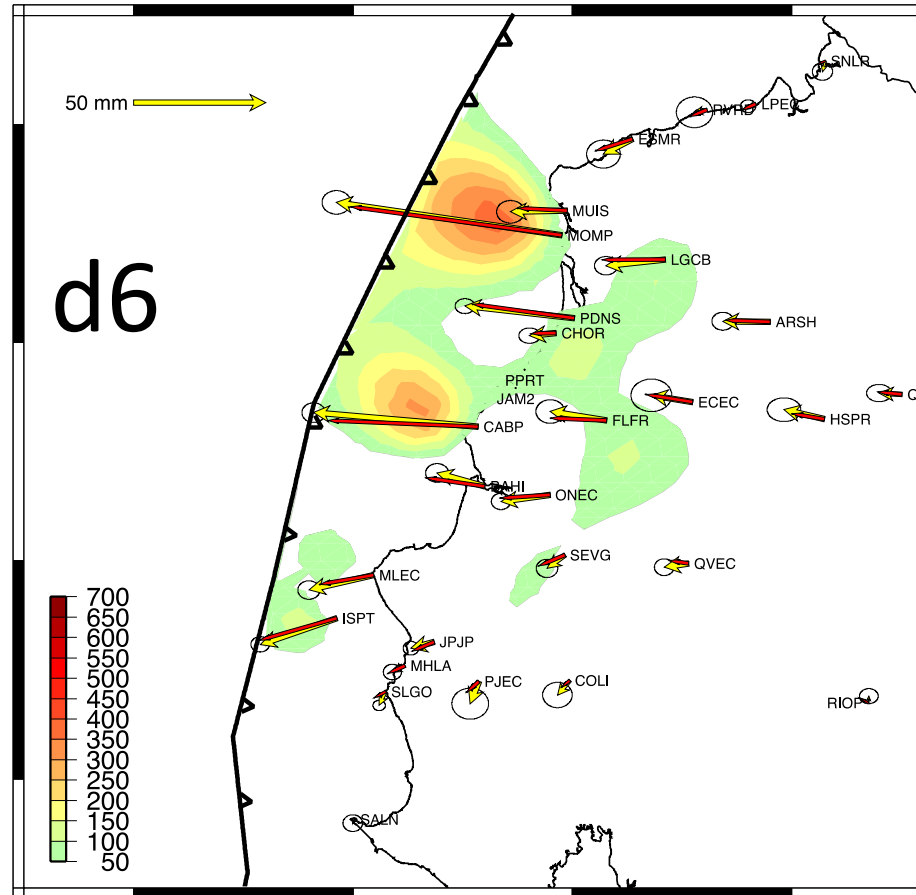 SNLR
50 mm
LPEC
RVRD
ESMR
MUIS
MOMP
LGCB
d6
PDNS
ARSH
CHOR
PPRT
JAM2
Q
ECEC
CABP
FLFR
HSPR
BAHI
ONEC
SEVG
QVEC
MLEC
700
650
600
550
500
450
400
350
300
250
200
150
100
50
ISPT
JPJP
MHLA
SLGO
PJEC
COLI
RIOP
SALN